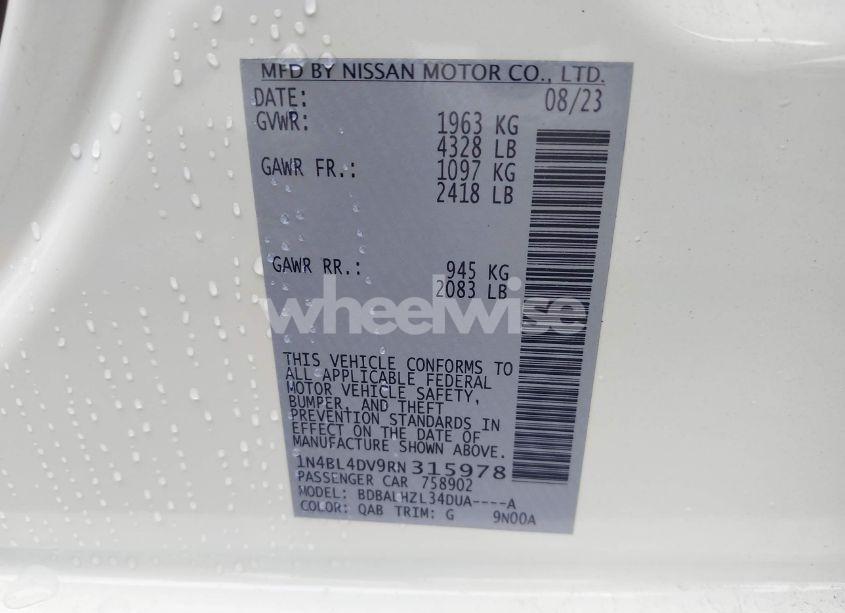 MFD BY NISSAN MOTOR CO., LTD.
DATE: 08/23
GVWR: 1963 KG
4328 LB
GAWR FR.: 1097 KG
2418 LB
GAWR RR.: 945 KG
2083 LB
wheelwise
THIS VEHICLE CONFORMS TO
ALL APPLICABLE FEDERAL
MOTOR VEHICLE SAFETY,
BUMPER, AND THEFT
PREVENTION STANDARDS IN
EFFECT ON THE DATE OF
MANUFACTURE SHOWN ABOVE.
1N4BL4DV9RN315978
PASSENGER CAR 758902
MODEL: BDBALHZL34DUA----A
COLOR: QAB TRIM: G 9N00A